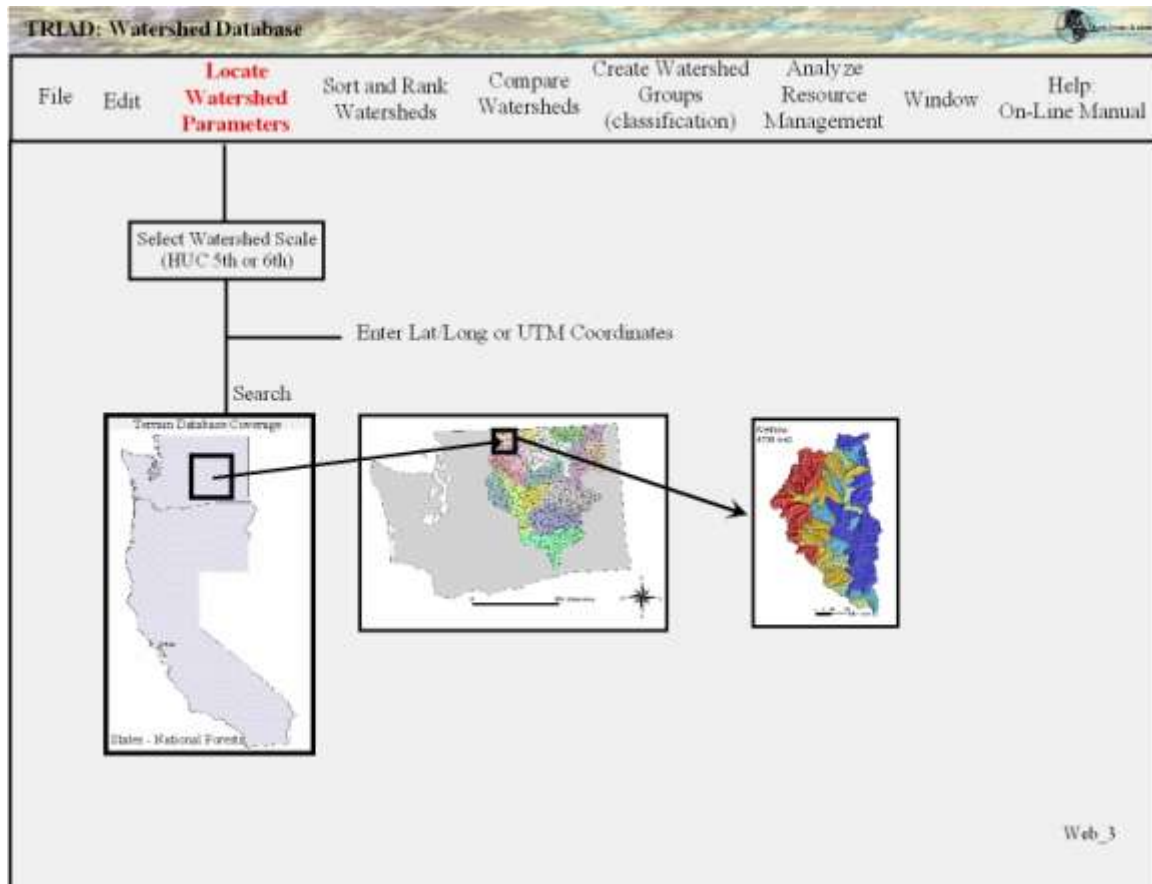 TRIAD: Watershed Database
File
Edit
Locate
Watershed
Parameters
Sort and Rank
Watersheds
Compare
Watersheds
Create Watershed
Groups
(classification)
Analyze
Resource
Management
Window
Help:
On-Line Manual
Select Watershed Scale
(HUC 5th or 6th)
Enter Lat/Long or UTM Coordinates
Search
Terrain Database Coverage
States - National Forests
Web_3